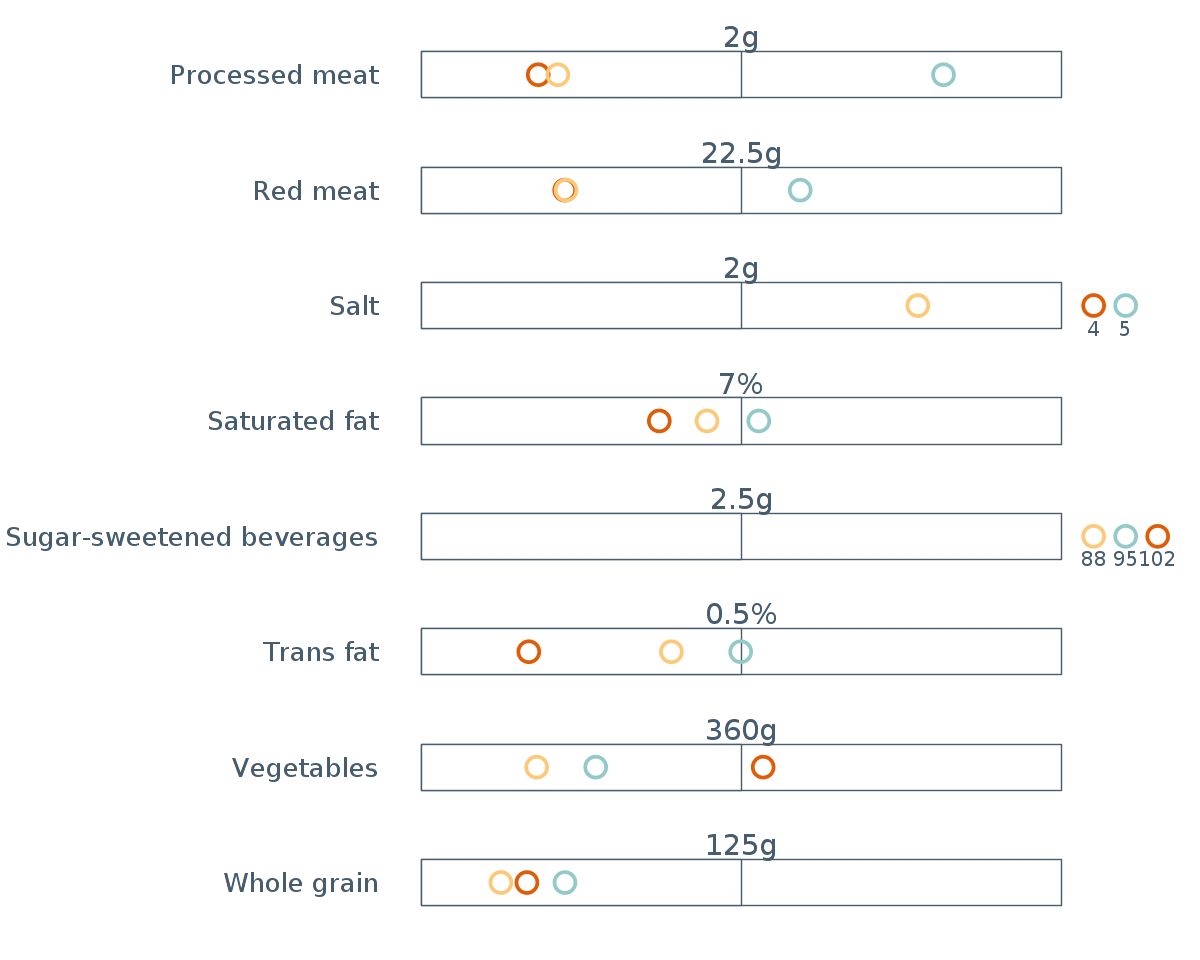 2g
Processed meat
22.5g
Red meat
2g
Salt
4 5
7%
Saturated fat
2.5g
Sugar-sweetened beverages
88 95 102
0.5%
Trans fat
360g
Vegetables
125g
Whole grain